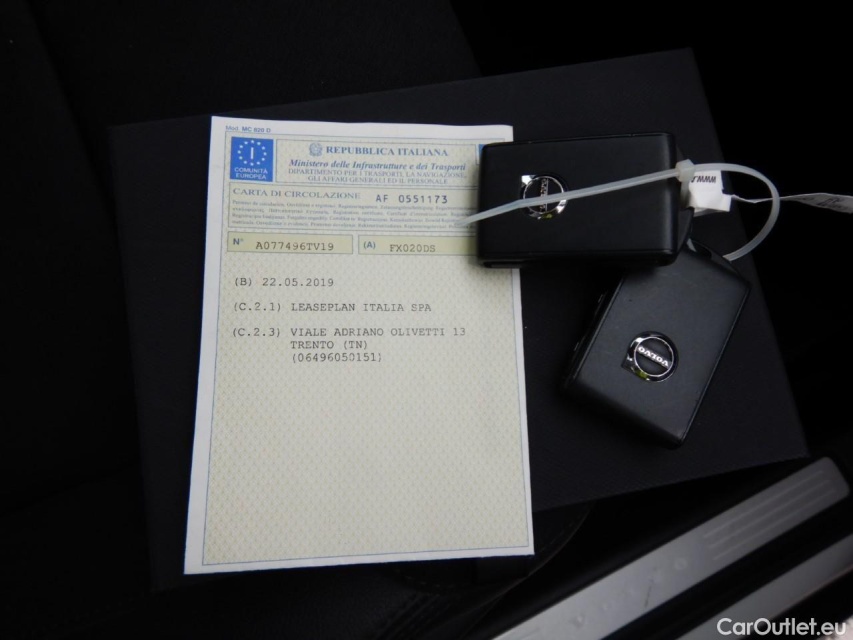 Mod. MC 820 D
COMUNITÀ EUROPEA
I
REPUBBLICA ITALIANA
Ministero delle Infrastrutture e dei Trasporti
DIPARTIMENTO PER I TRASPORTI, LA NAVIGAZIONE,
GLI AFFARI GENERALI ED IL PERSONALE
CARTA DI CIRCOLAZIONE AF 0551173
N° A077496TV19 (A) FX020DS
(B) 22.05.2019
(C.2.1) LEASEPLAN ITALIA SPA
(C.2.3) VIALE ADRIANO OLIVETTI 13
TRENTO (TN)
(06496050151)
VOLVO
www.
VOLVO
CarOutlet.eu